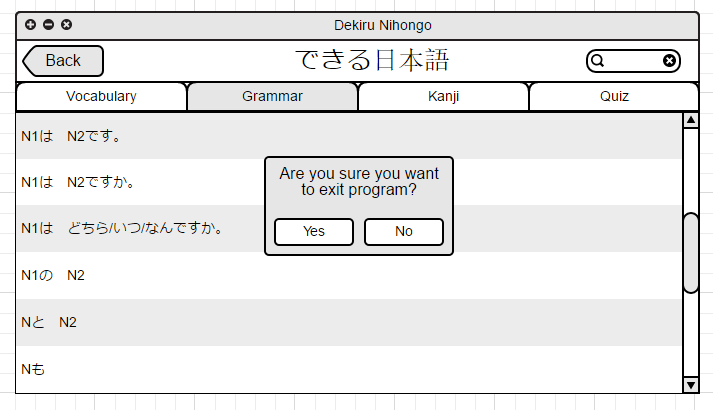 Dekiru Nihongo
Back
できる日本語
Vocabulary
Grammar
Kanji
Quiz
N1は　N2です。
N1は　N2ですか。
N1は　どちら/いつ/なんですか。
N1の　N2
Nと　N2
Nも
Are you sure you want
to exit program?
Yes
No